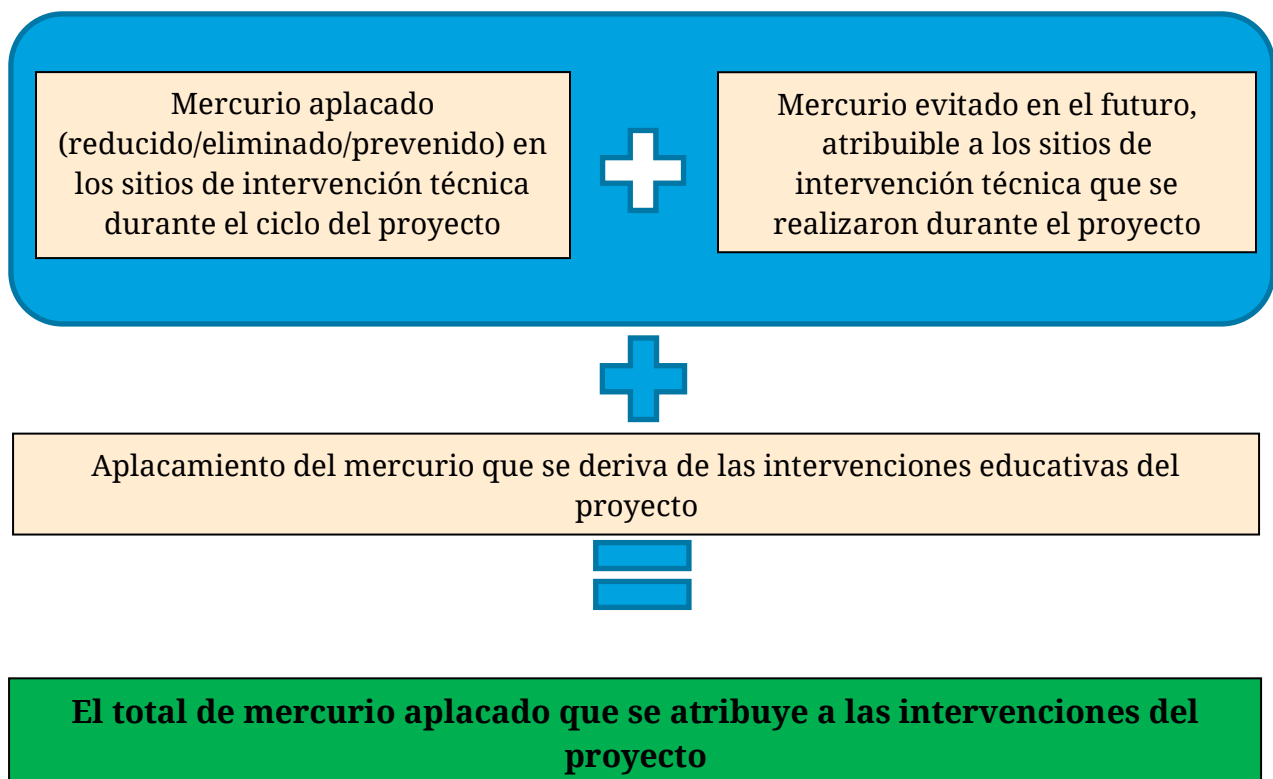 Mercurio aplacado
(reducido/eliminado/prevenido) en
los sitios de intervención técnica
durante el ciclo del proyecto
Mercurio evitado en el futuro,
atribuible a los sitios de
intervención técnica que se
realizaron durante el proyecto
Aplacamiento del mercurio que se deriva de las intervenciones educativas del
proyecto
El total de mercurio aplacado que se atribuye a las intervenciones del
proyecto